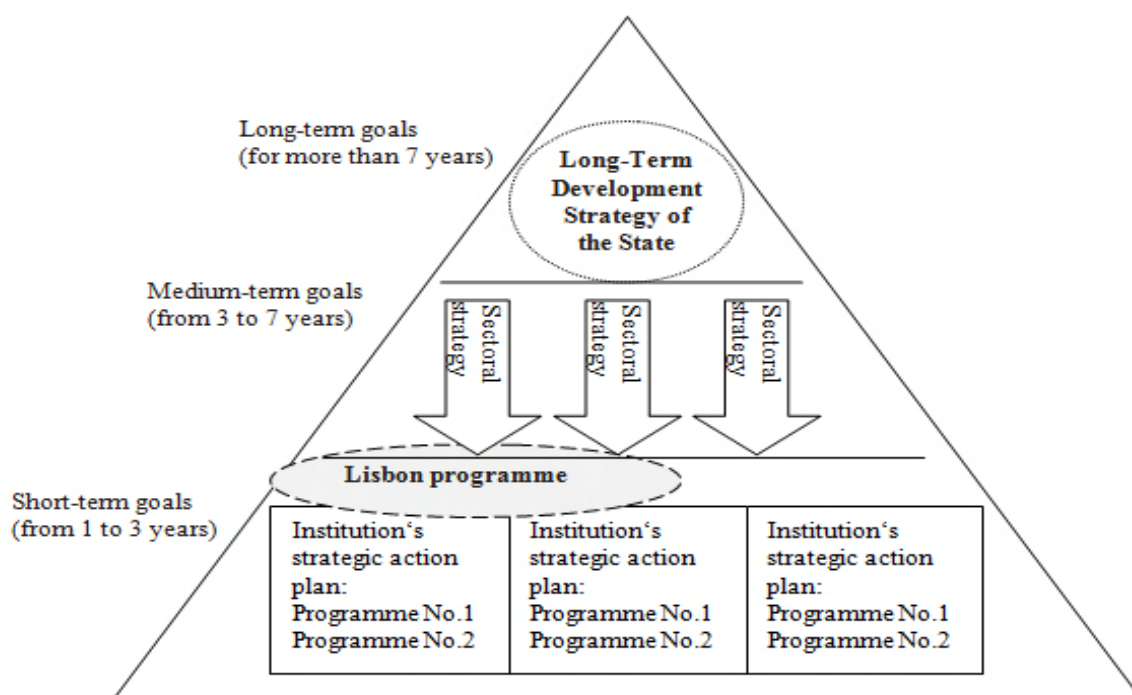 Long-term goals
(for more than 7 years)
Long-Term
Development
Strategy of
the State
Medium-term goals
(from 3 to 7 years)
Sectoral
strategy
Sectoral
strategy
Sectoral
strategy
Lisbon programme
Short-term goals
(from 1 to 3 years)
Institution‘s
strategic action
plan:
Programme No.1
Programme No.2
Institution‘s
strategic action
plan:
Programme No.1
Programme No.2
Institution‘s
strategic action
plan:
Programme No.1
Programme No.2